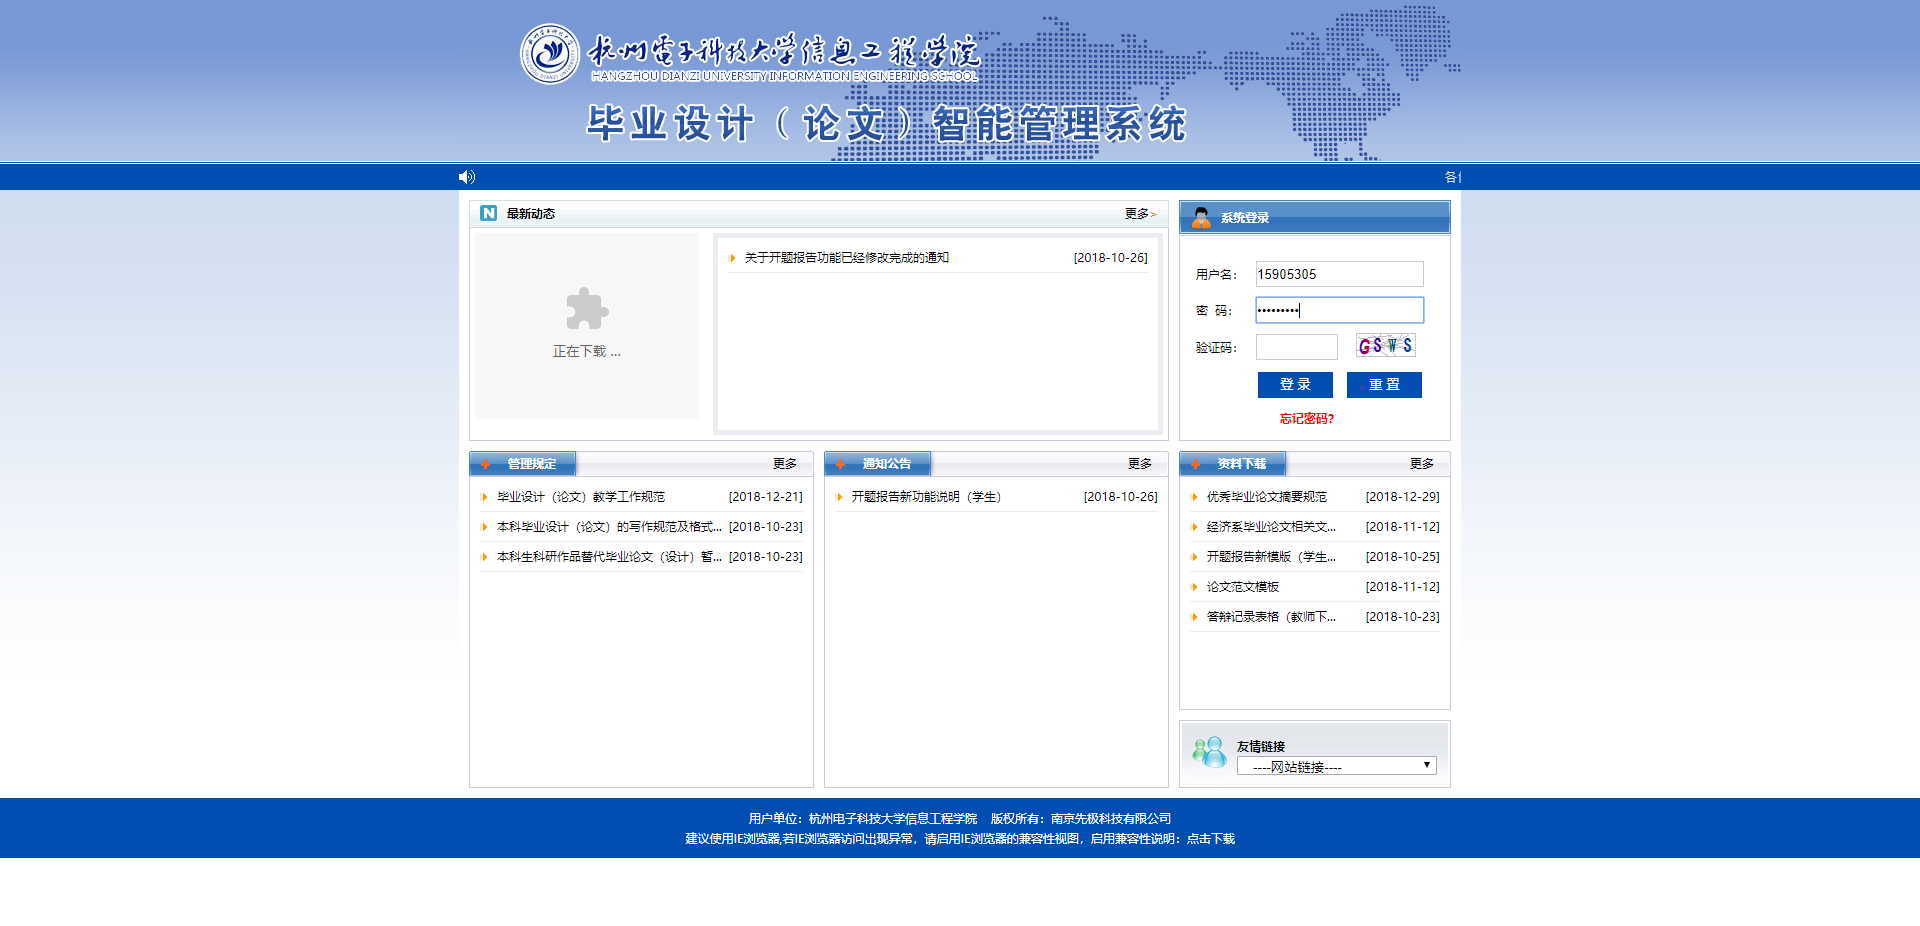 杭州電子科技大学信息工程学院
HANGZHOU DIANZI UNIVERSITY INFORMATION ENGINEERING SCHOOL
毕业设计（论文）智能管理系统
各
N 最新动态 更多>
正在下载 ...
关于开题报告功能已经修改完成的通知 [2018-10-26]
系统登录
用户名： 15905305
密 码： •••••••••
验证码： GSWS
登 录 重 置
忘记密码?
管理规定 更多
毕业设计（论文）教学工作规范 [2018-12-21]
本科毕业设计（论文）的写作规范及格式... [2018-10-23]
本科生科研作品替代毕业论文（设计）暂... [2018-10-23]
通知公告 更多
开题报告新功能说明（学生） [2018-10-26]
资料下载 更多
优秀毕业论文摘要规范 [2018-12-29]
经济系毕业论文相关文... [2018-11-12]
开题报告新模版（学生... [2018-10-25]
论文范文模板 [2018-11-12]
答辩记录表格（教师下... [2018-10-23]
友情链接
----网站链接----
用户单位：杭州电子科技大学信息工程学院 版权所有：南京先极科技有限公司
建议使用IE浏览器,若IE浏览器访问出现异常，请启用IE浏览器的兼容性视图，启用兼容性说明：点击下载